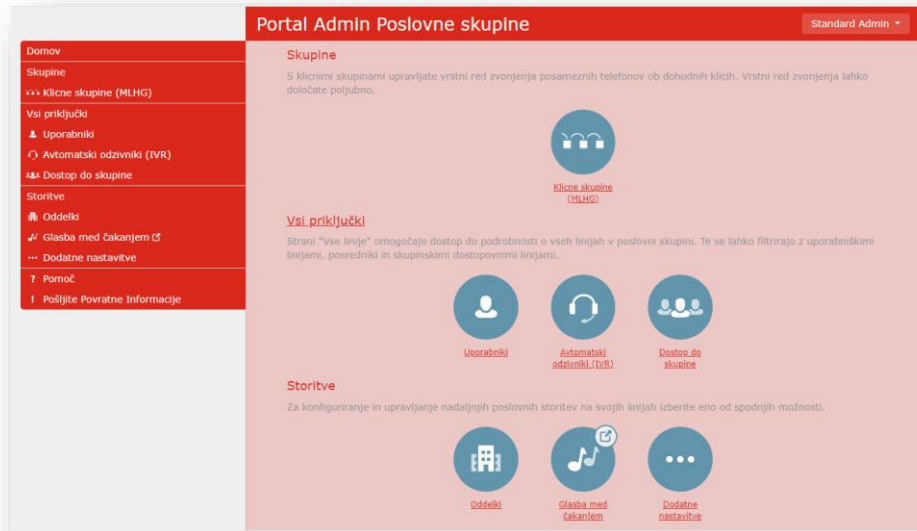 Portal Admin Poslovne skupine
Standard Admin
Domov
Skupine
Klicne skupine (MLHG)
Vsi priključki
Uporabniki
Avtomatski odzivniki (IVR)
Dostop do skupine
Storitve
Oddelki
Glasba med čakanjem
Dodatne nastavitve
? Pomoč
! Pošljite Povratne Informacije
Skupine
S klicnimi skupinami upravljate vrstni red zvonjenja posameznih telefonov ob dohodnih klicih. Vrstni red zvonjenja lahko
določate poljubno.
Klicne skupine
(MLHG)
Vsi priključki
Strani "Vse linije" omogočajo dostop do podrobnosti o vseh linijah v poslovni skupini. Te se lahko filtrirajo z uporabniškimi
linijami, posredniki in skupinskimi dostopovnimi linijami.
Uporabniki
Avtomatski
odzivniki (IVR)
Dostop do
skupine
Storitve
Za konfiguriranje in upravljanje nadaljnjih poslovnih storitev na svojih linijah izberite eno od spodnjih možnosti.
Oddelki
Glasba med
čakanjem
Dodatne
nastavitve